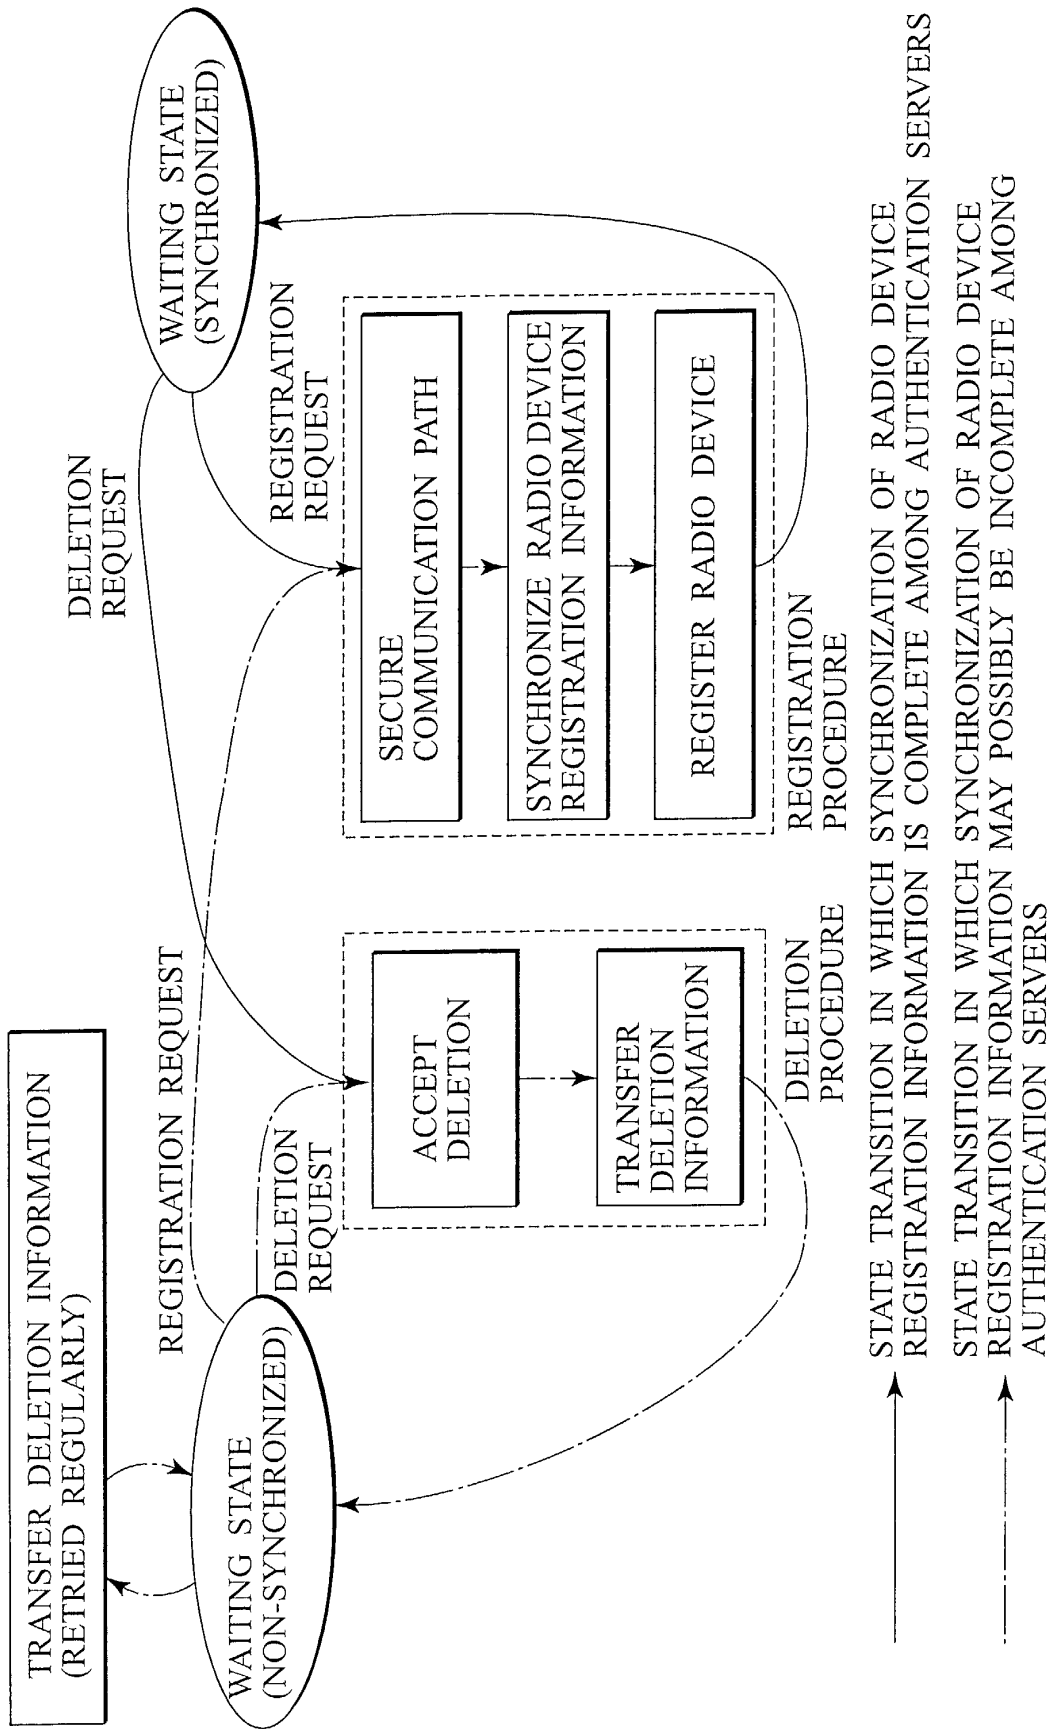 TRANSFER DELETION INFORMATION
(RETRIED REGULARLY)
WAITING STATE
(NON-SYNCHRONIZED)
REGISTRATION REQUEST
DELETION
REQUEST
DELETION
REQUEST
WAITING STATE
(SYNCHRONIZED)
REGISTRATION
REQUEST
ACCEPT
DELETION
TRANSFER
DELETION
INFORMATION
DELETION
PROCEDURE
SECURE
COMMUNICATION PATH
SYNCHRONIZE RADIO DEVICE
REGISTRATION INFORMATION
REGISTER RADIO DEVICE
REGISTRATION
PROCEDURE
STATE TRANSITION IN WHICH SYNCHRONIZATION OF RADIO DEVICE
REGISTRATION INFORMATION IS COMPLETE AMONG AUTHENTICATION SERVERS
STATE TRANSITION IN WHICH SYNCHRONIZATION OF RADIO DEVICE
REGISTRATION INFORMATION MAY POSSIBLY BE INCOMPLETE AMONG
AUTHENTICATION SERVERS